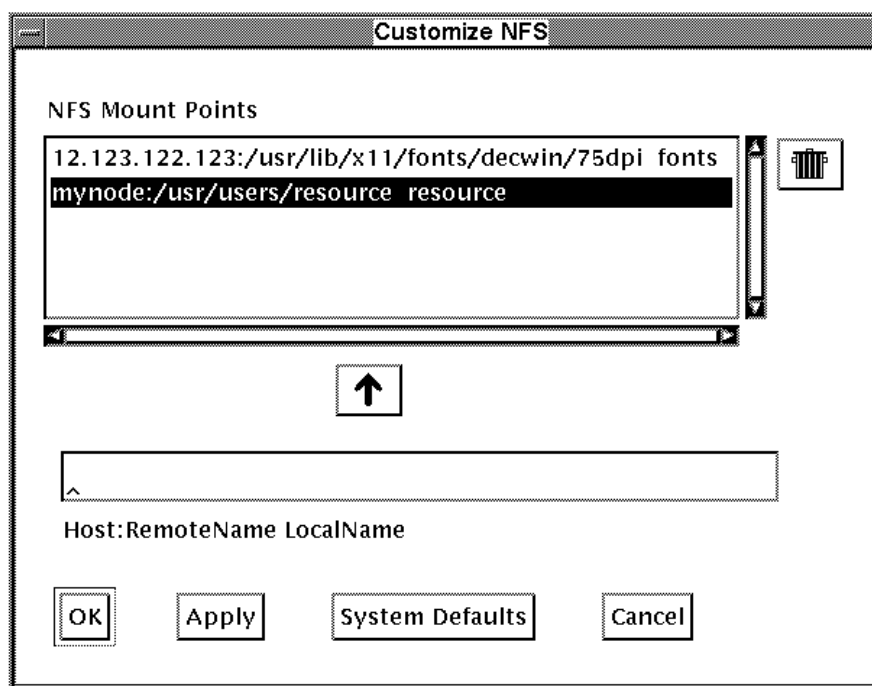 Customize NFS
NFS Mount Points
12.123.122.123:/usr/lib/x11/fonts/decwin/75dpi fonts
mynode:/usr/users/resource resource
^
Host:RemoteName LocalName
OK Apply System Defaults Cancel